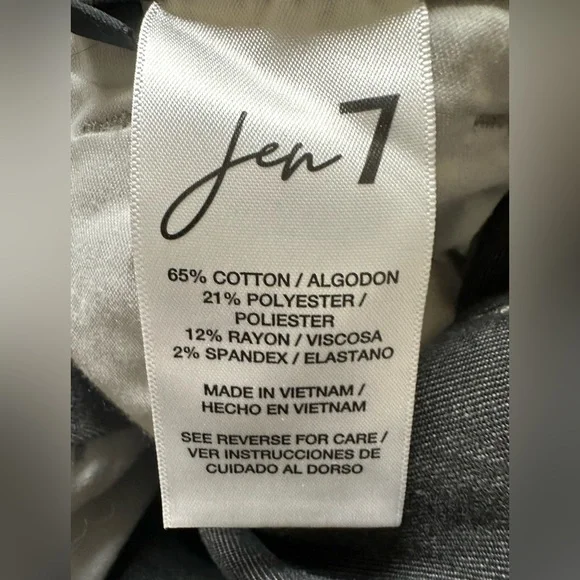 Jen7
65% COTTON / ALGODON
21% POLYESTER /
POLIESTER
12% RAYON / VISCOSA
2% SPANDEX / ELASTANO
MADE IN VIETNAM /
HECHO EN VIETNAM
SEE REVERSE FOR CARE /
VER INSTRUCCIONES DE
CUIDADO AL DORSO